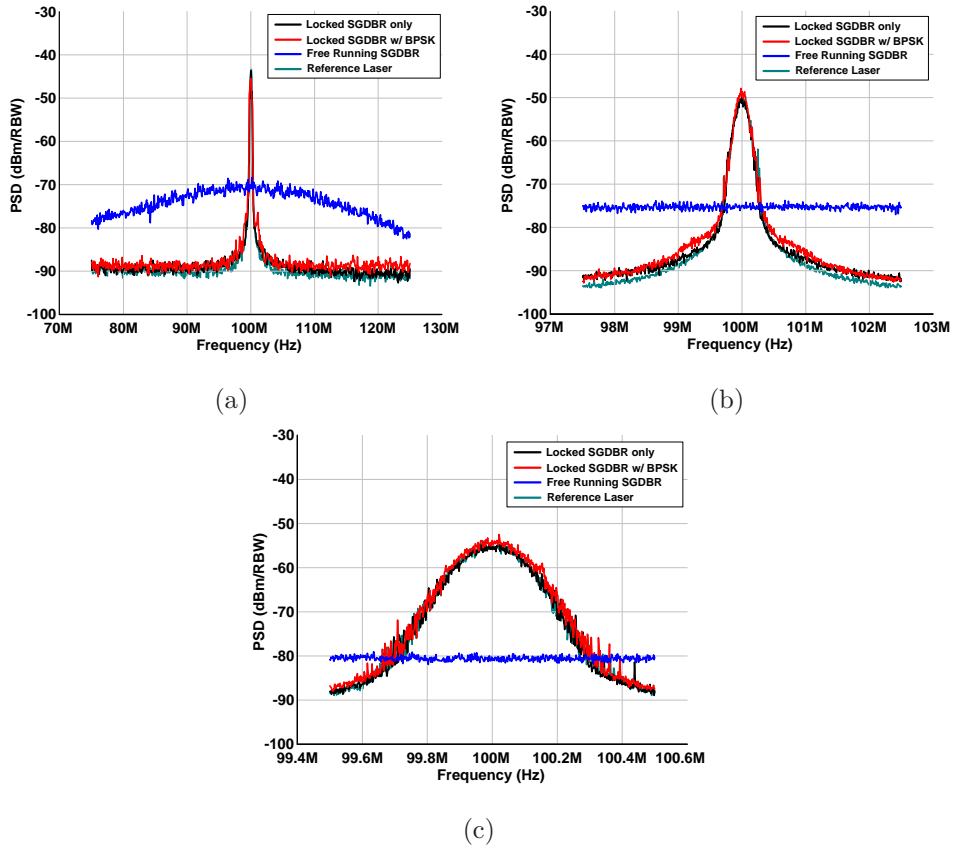 -30
-40
-50
-60
-70
-80
-90
-100
PSD (dBm/RBW)
70M 80M 90M 100M 110M 120M 130M
Frequency (Hz)
Locked SGDBR only
Locked SGDBR w/ BPSK
Free Running SGDBR
Reference Laser
(a)
-30
-40
-50
-60
-70
-80
-90
-100
PSD (dBm/RBW)
97M 98M 99M 100M 101M 102M 103M
Frequency (Hz)
Locked SGDBR only
Locked SGDBR w/ BPSK
Free Running SGDBR
Reference Laser
(b)
-30
-40
-50
-60
-70
-80
-90
-100
PSD (dBm/RBW)
99.4M 99.6M 99.8M 100M 100.2M 100.4M 100.6M
Frequency (Hz)
Locked SGDBR only
Locked SGDBR w/ BPSK
Free Running SGDBR
Reference Laser
(c)